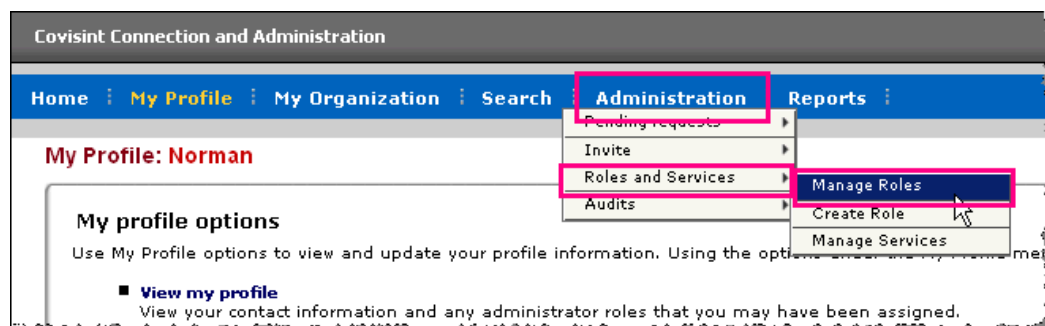 Covisint Connection and Administration
Home My Profile My Organization Search Administration Reports
Pending requests
My Profile: Norman
Invite
Roles and Services
Manage Roles
Audits
Create Role
My profile options
Manage Services
Use My Profile options to view and update your profile information. Using the
View my profile
View your contact information and any administrator roles that you may have been assigned.